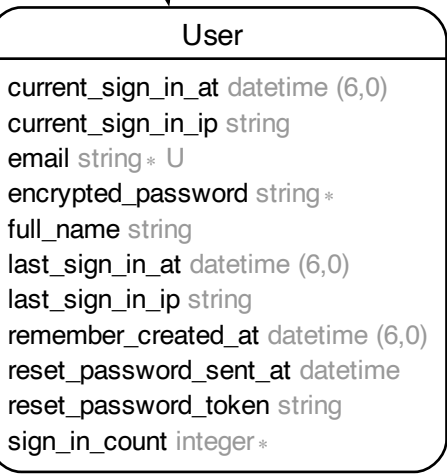 User
current_sign_in_at datetime (6,0)
current_sign_in_ip string
email string * U
encrypted_password string *
full_name string
last_sign_in_at datetime (6,0)
last_sign_in_ip string
remember_created_at datetime (6,0)
reset_password_sent_at datetime
reset_password_token string
sign_in_count integer *